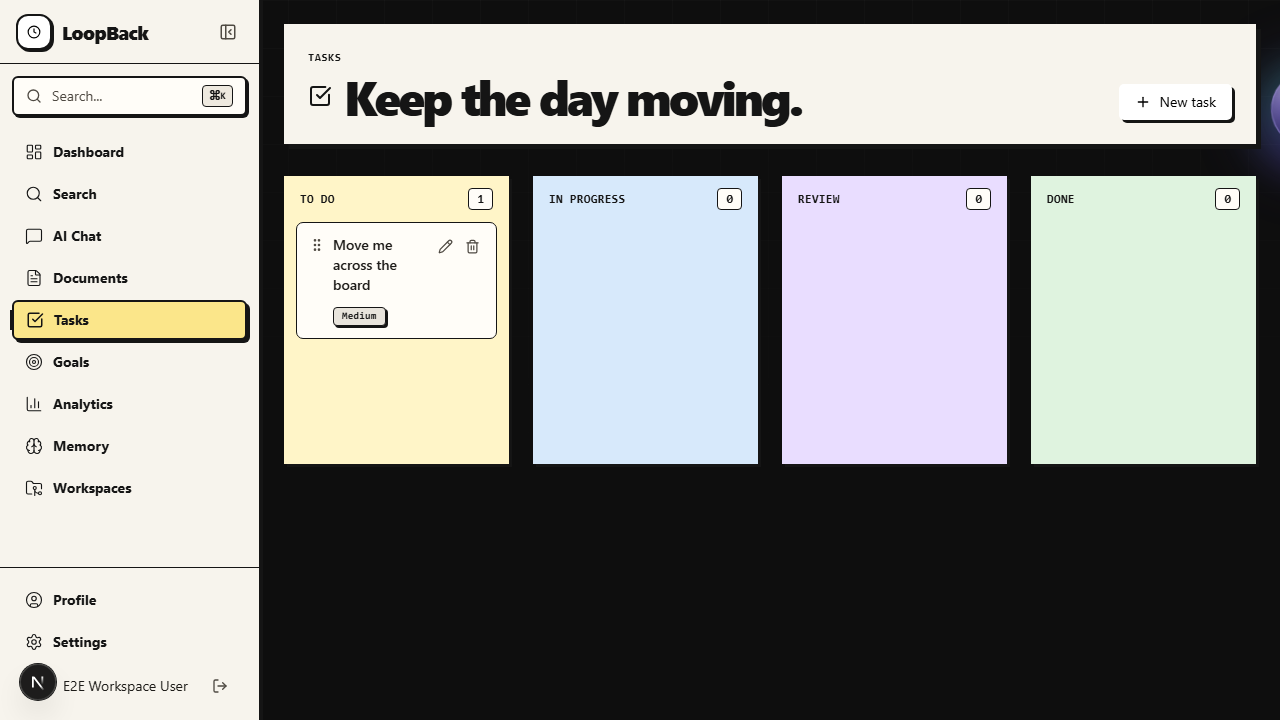 LoopBack
Search...
⌘K
Dashboard
Search
AI Chat
Documents
Tasks
Goals
Analytics
Memory
Workspaces
Profile
Settings
N
E2E Workspace User
TASKS
Keep the day moving.
New task
TO DO
1
Move me
across the
board
Medium
IN PROGRESS
0
REVIEW
0
DONE
0